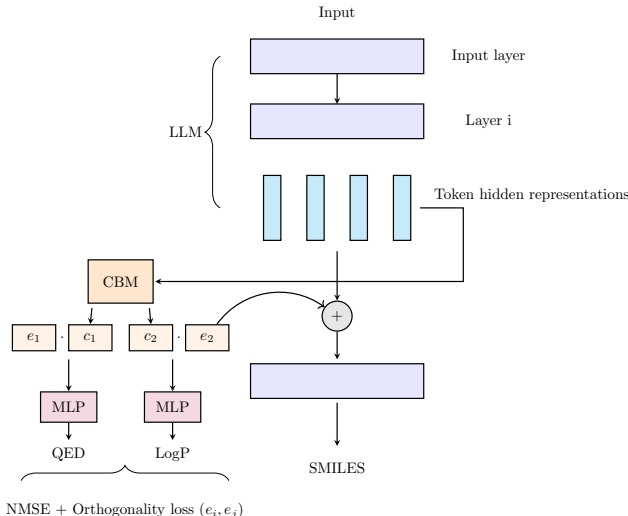 Input
Input layer
Layer i
LLM
Token hidden representations
CBM
+
e₁ · c₁ c₂ · e₂
MLP MLP
QED LogP
SMILES
NMSE + Orthogonality loss (eᵢ, eⱼ)